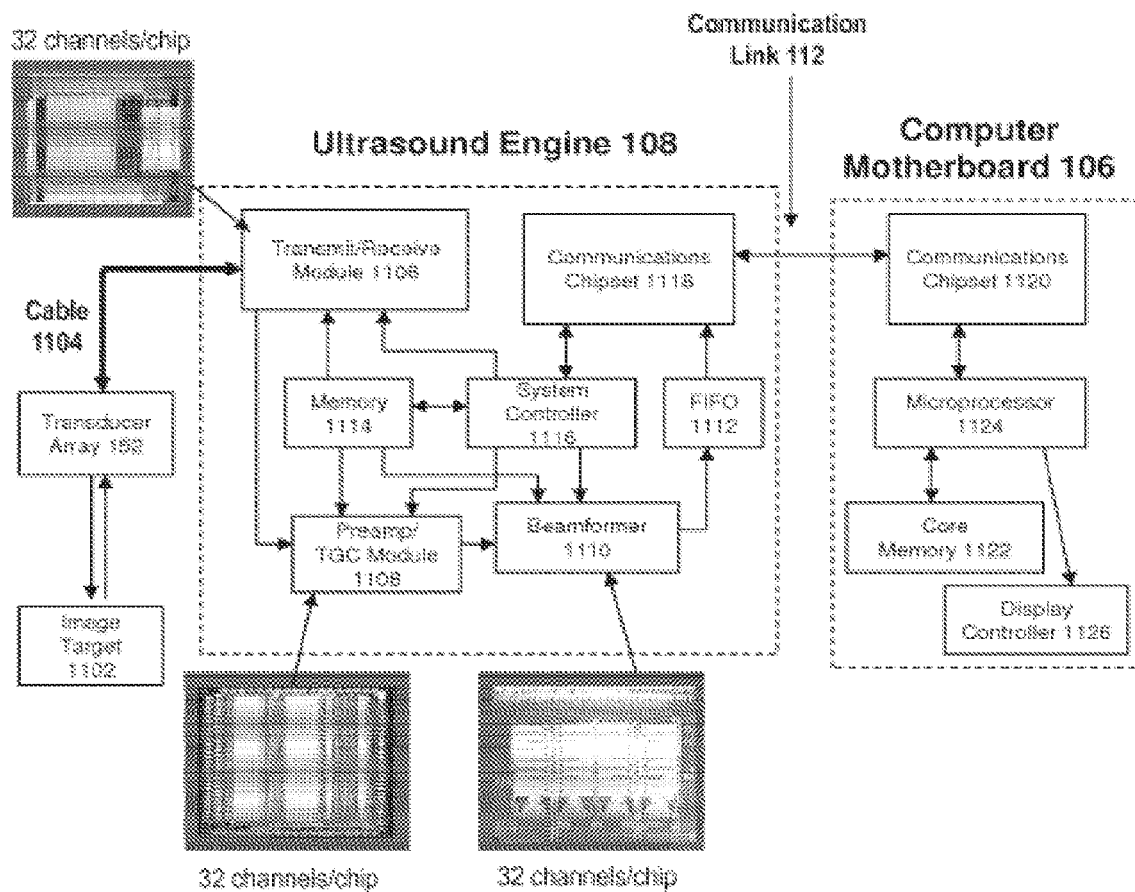 32 channels/chip
Communication
Link 112
Ultrasound Engine 108
Computer
Motherboard 106
Transmit/Receive
Module 1106
Communications
Chipset 1118
Communications
Chipset 1120
Cable
1104
Transducer
Array 152
Memory
1114
System
Controller
1116
FIFO
1112
Microprocessor
1124
Preamp/
TGC Module
1108
Beamformer
1110
Core
Memory 1122
Image
Target
1102
Display
Controller 1126
32 channels/chip
32 channels/chip